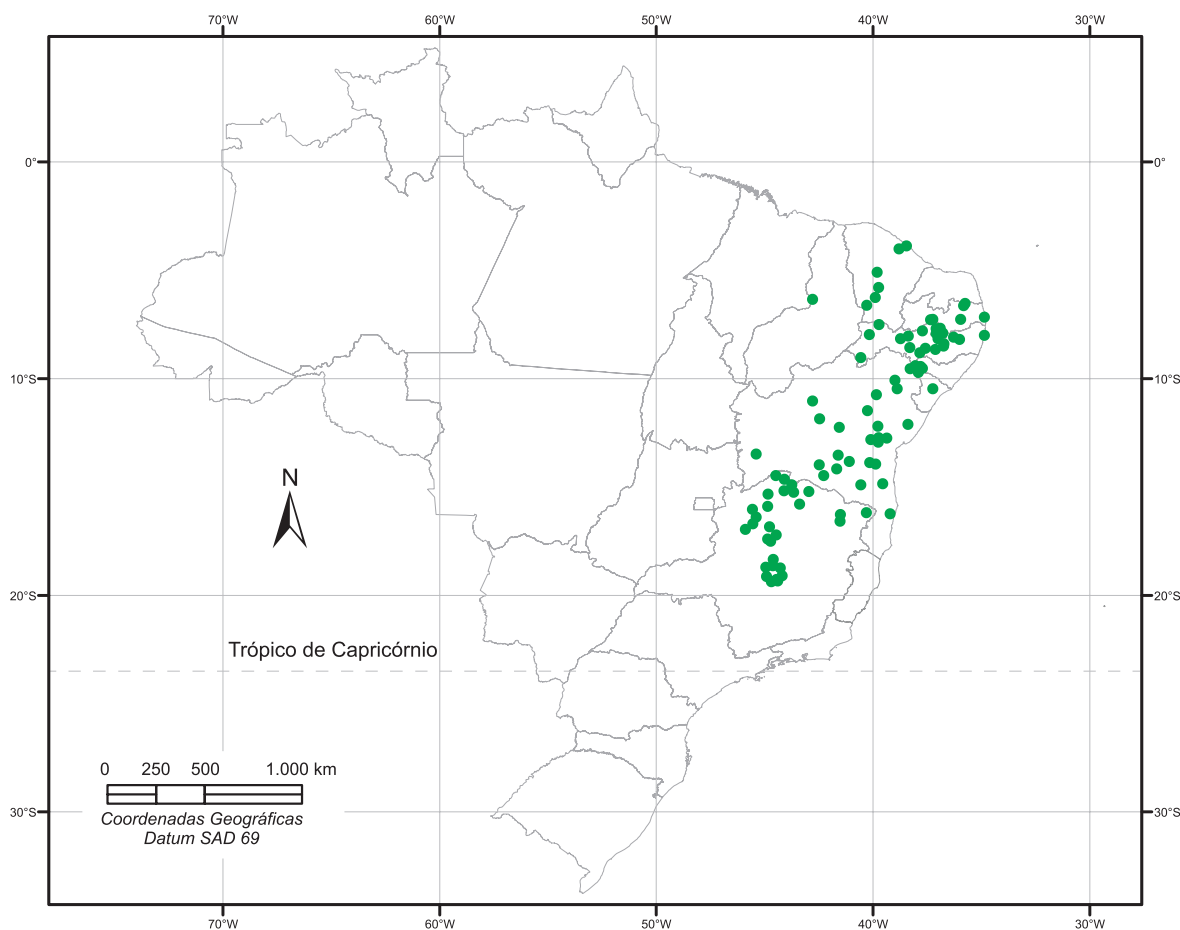 70°W 60°W 50°W 40°W 30°W
0° 0°
10°S 10°S
N
20°S 20°S
Trópico de Capricórnio
0 250 500 1.000 km
30°S 30°S
Coordenadas Geográficas
Datum SAD 69
70°W 60°W 50°W 40°W 30°W